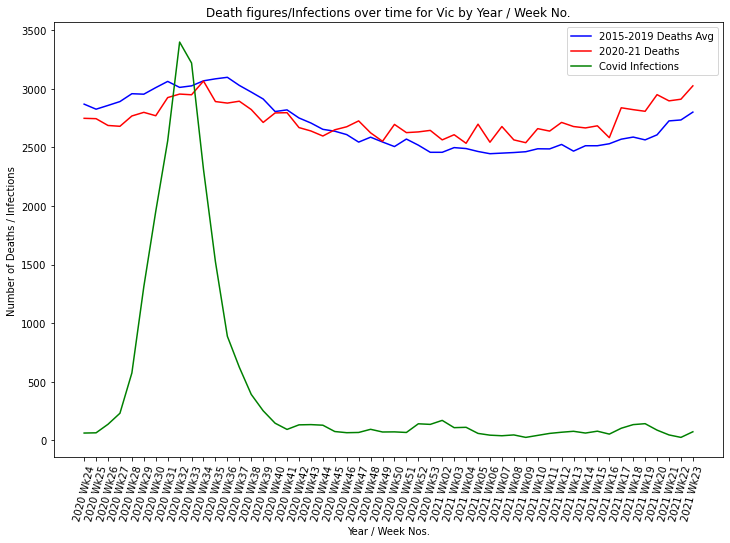 Death figures/Infections over time for Vic by Year / Week No.
2015-2019 Deaths Avg
2020-21 Deaths
Covid Infections
Number of Deaths / Infections
3500
3000
2500
2000
1500
1000
500
0
2020 Wk24
2020 Wk25
2020 Wk26
2020 Wk27
2020 Wk28
2020 Wk29
2020 Wk30
2020 Wk31
2020 Wk32
2020 Wk33
2020 Wk34
2020 Wk35
2020 Wk36
2020 Wk37
2020 Wk38
2020 Wk39
2020 Wk40
2020 Wk41
2020 Wk42
2020 Wk43
2020 Wk44
2020 Wk45
2020 Wk46
2020 Wk47
2020 Wk48
2020 Wk49
2020 Wk50
2020 Wk51
2020 Wk52
2020 Wk53
2021 Wk02
2021 Wk03
2021 Wk04
2021 Wk05
2021 Wk06
2021 Wk07
2021 Wk08
2021 Wk09
2021 Wk10
2021 Wk11
2021 Wk12
2021 Wk13
2021 Wk14
2021 Wk15
2021 Wk16
2021 Wk17
2021 Wk18
2021 Wk19
2021 Wk20
2021 Wk21
2021 Wk22
2021 Wk23
Year / Week Nos.